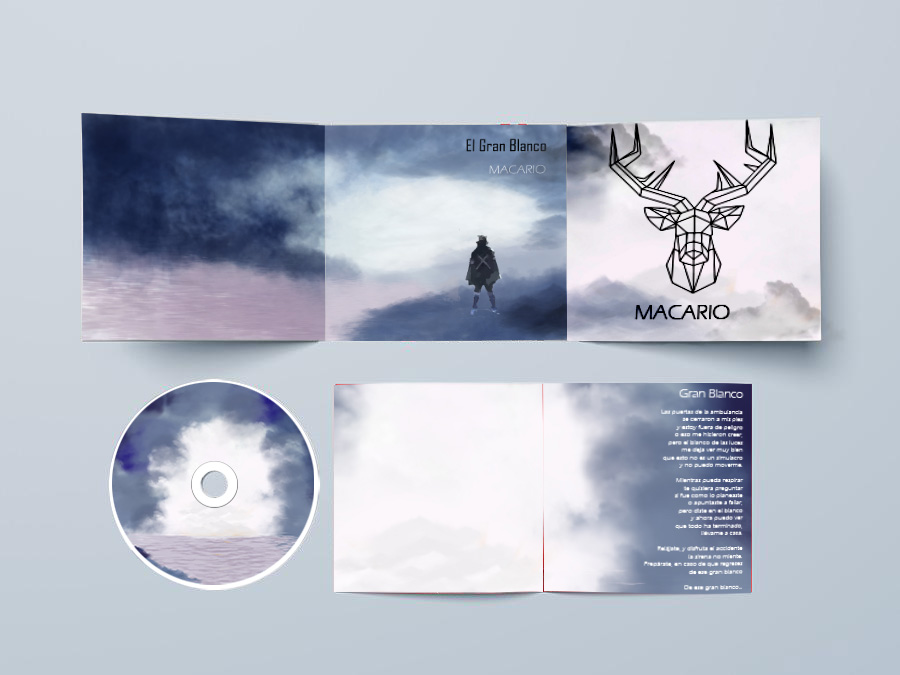 El Gran Blanco
MACARIO
MACARIO
Gran Blanco
Las puertas de la ambulancia
se cerraron a mis pies
y estoy fuera de peligro
o eso me hicieron creer,
pero el blanco de las luces
me deja ver muy bien
que esto no es un simulacro
y no puedo moverme.
Mientras pueda respirar
te quisiera preguntar
si fue como lo planeaste
o apuntaste a fallar,
pero diste en el blanco
y ahora puedo ver
que todo ha terminado,
llévame a casa.
Relájate, y disfruta el accidente
la sirena no miente.
Prepárate, en caso de que regreses
de ese gran blanco
De ese gran blanco...